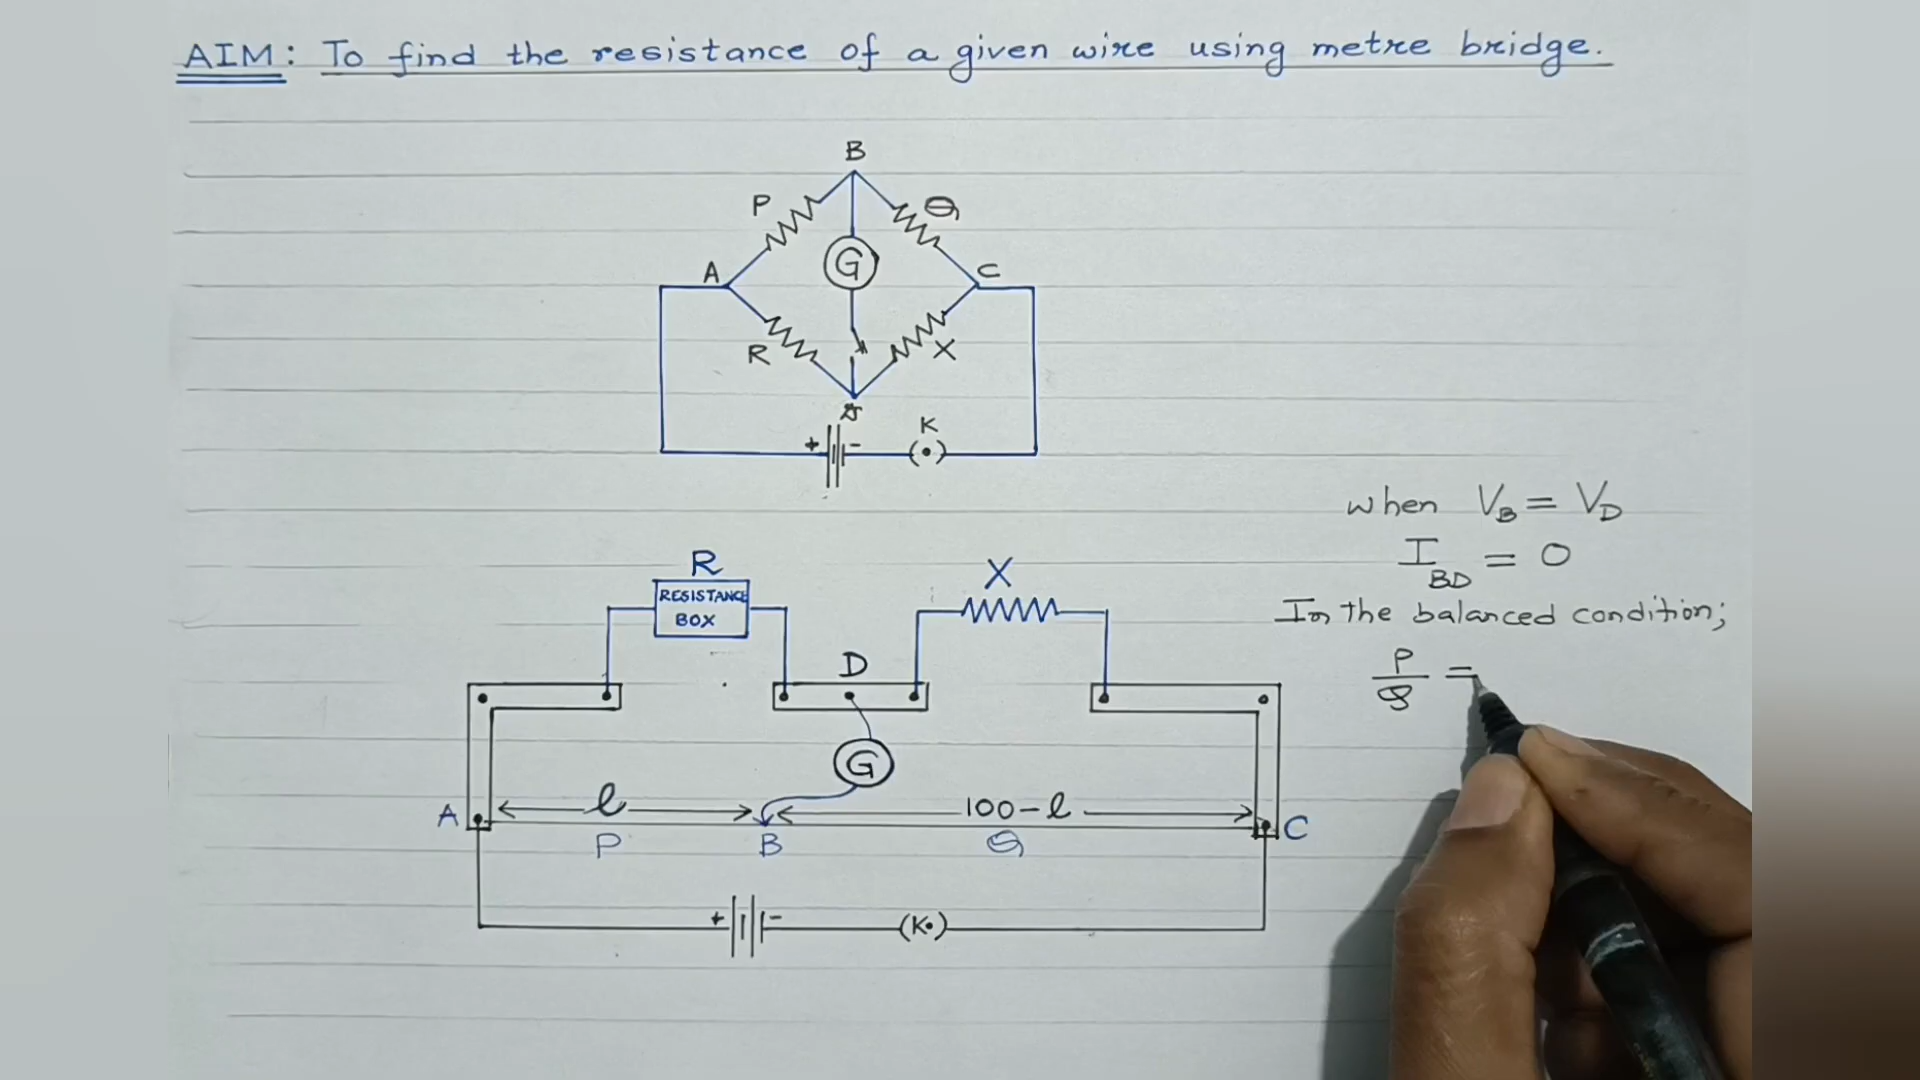 AIM: To find the resistance of a given wire using metre bridge.
B
P
Q
G
A
C
R
X
D
+
-
K
(•)
when V_B = V_D
I_BD = 0
In the balanced condition;
P/Q =
R
RESISTANCE
BOX
X
D
G
A
l
100-l
C
P
B
Q
+
-
(K•)